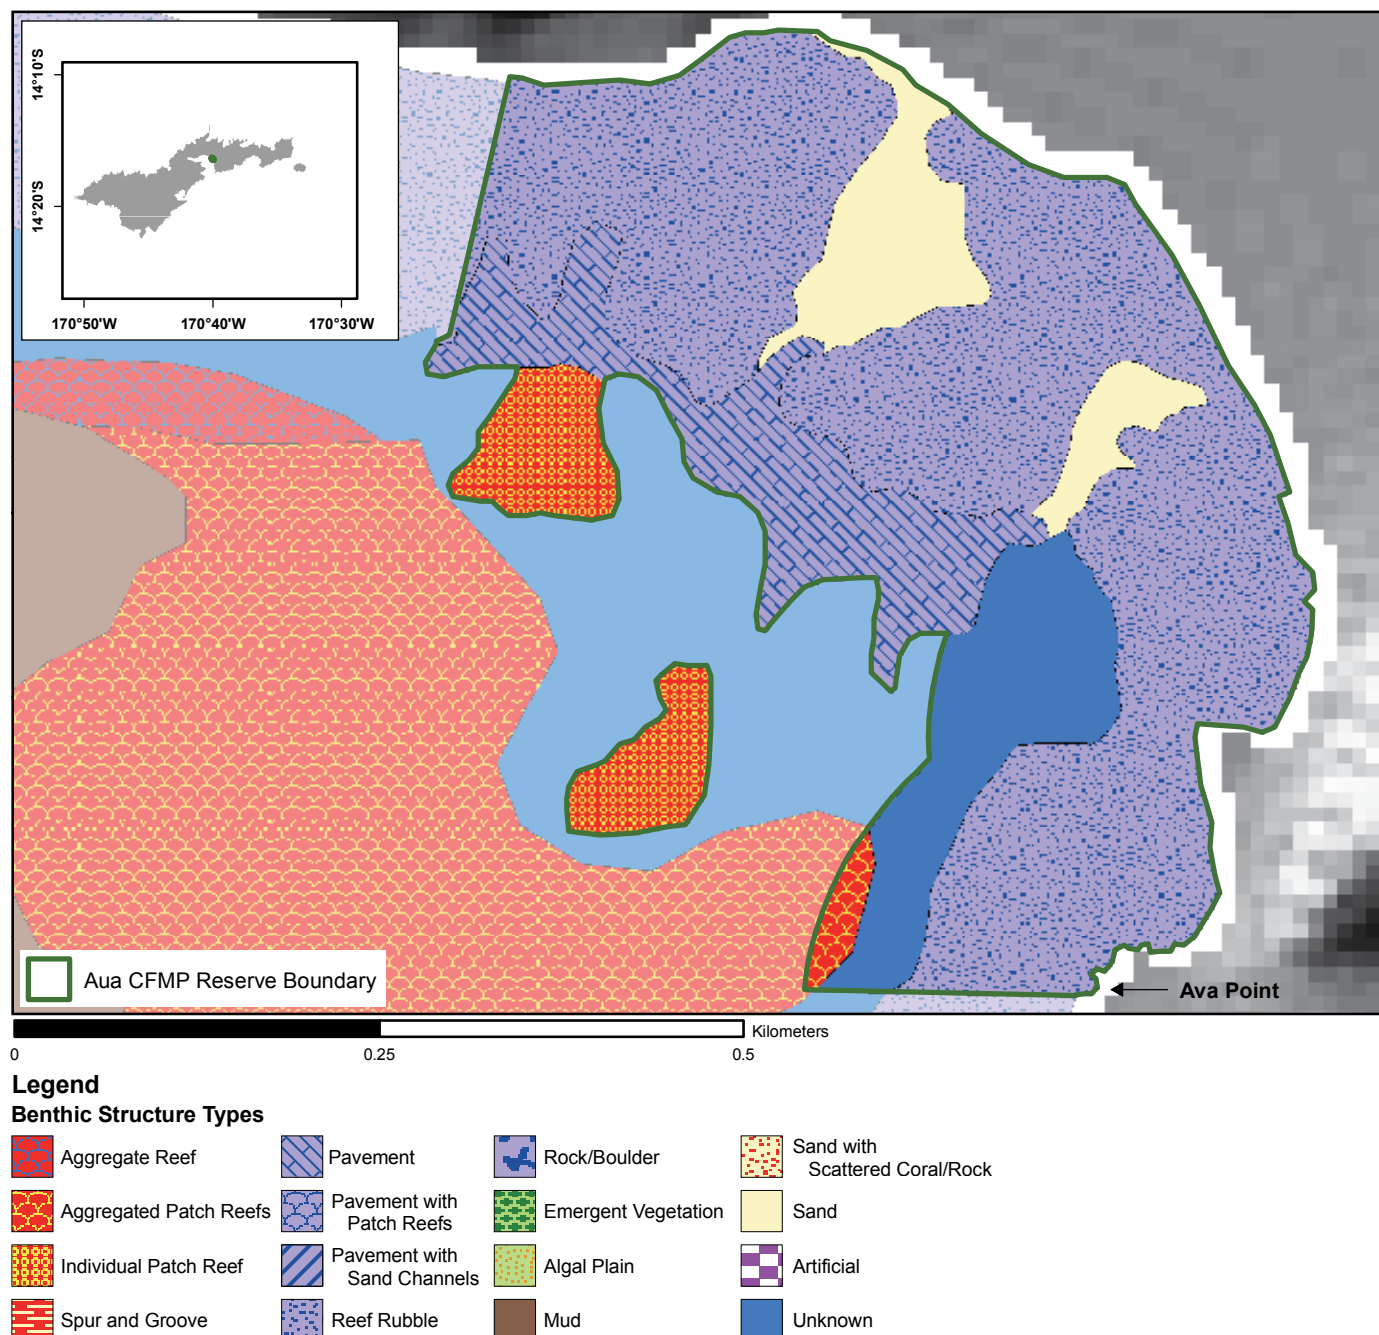 14°10'S
14°20'S
170°50'W 170°40'W 170°30'W
Aua CFMP Reserve Boundary
Ava Point
Kilometers
0 0.25 0.5
Legend
Benthic Structure Types
Aggregate Reef
Aggregated Patch Reefs
Individual Patch Reef
Spur and Groove
Pavement
Pavement with
Patch Reefs
Pavement with
Sand Channels
Reef Rubble
Rock/Boulder
Emergent Vegetation
Algal Plain
Mud
Sand with
Scattered Coral/Rock
Sand
Artificial
Unknown